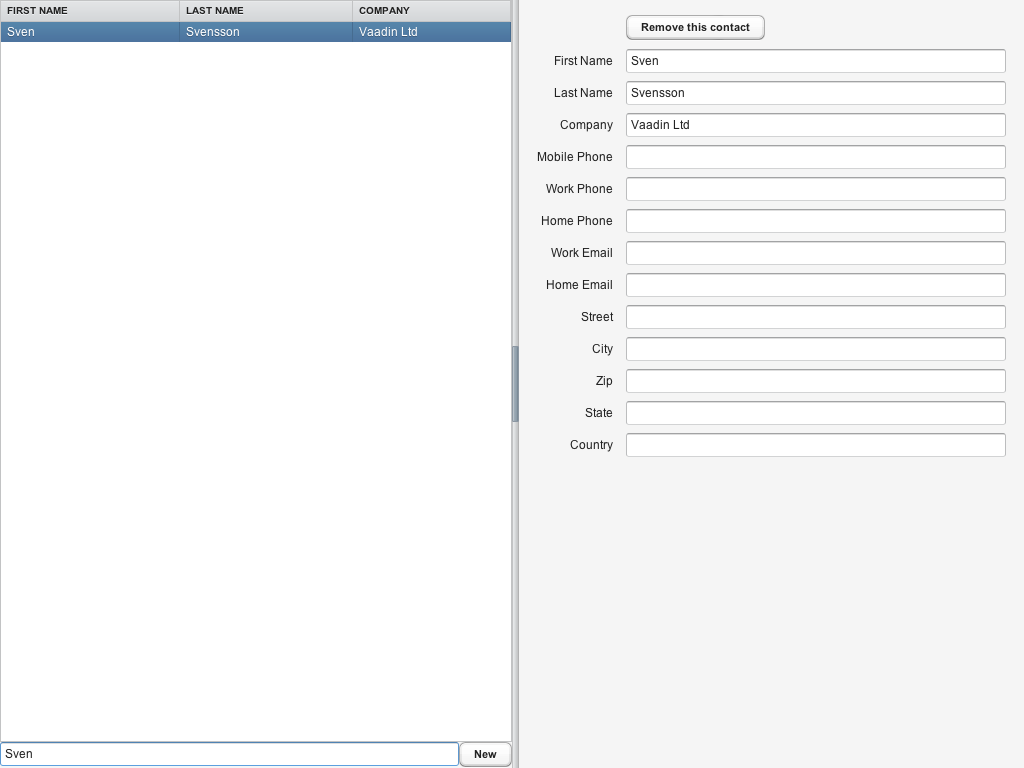 FIRST NAME LAST NAME COMPANY
Sven Svensson Vaadin Ltd
Remove this contact
First Name Sven
Last Name Svensson
Company Vaadin Ltd
Mobile Phone
Work Phone
Home Phone
Work Email
Home Email
Street
City
Zip
State
Country
Sven New